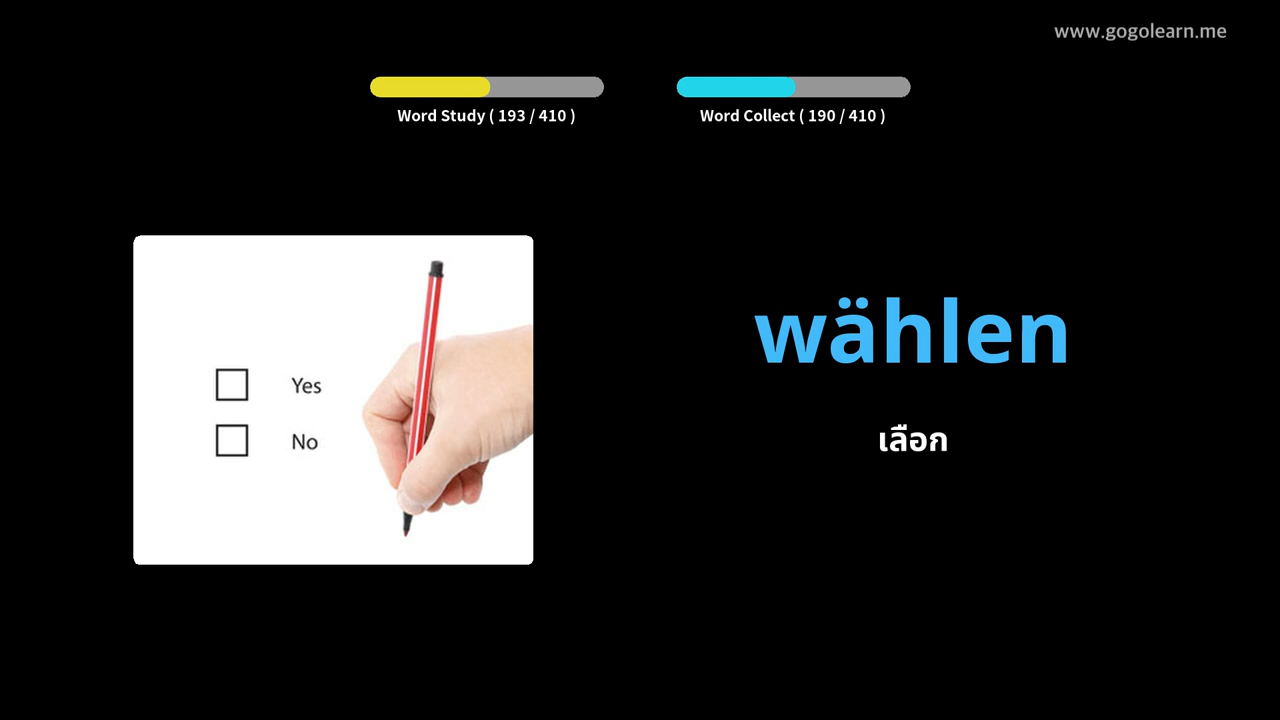 www.gogolearn.me
Word Study ( 193 / 410 )
Word Collect ( 190 / 410 )
Yes
No
wählen
เลือก